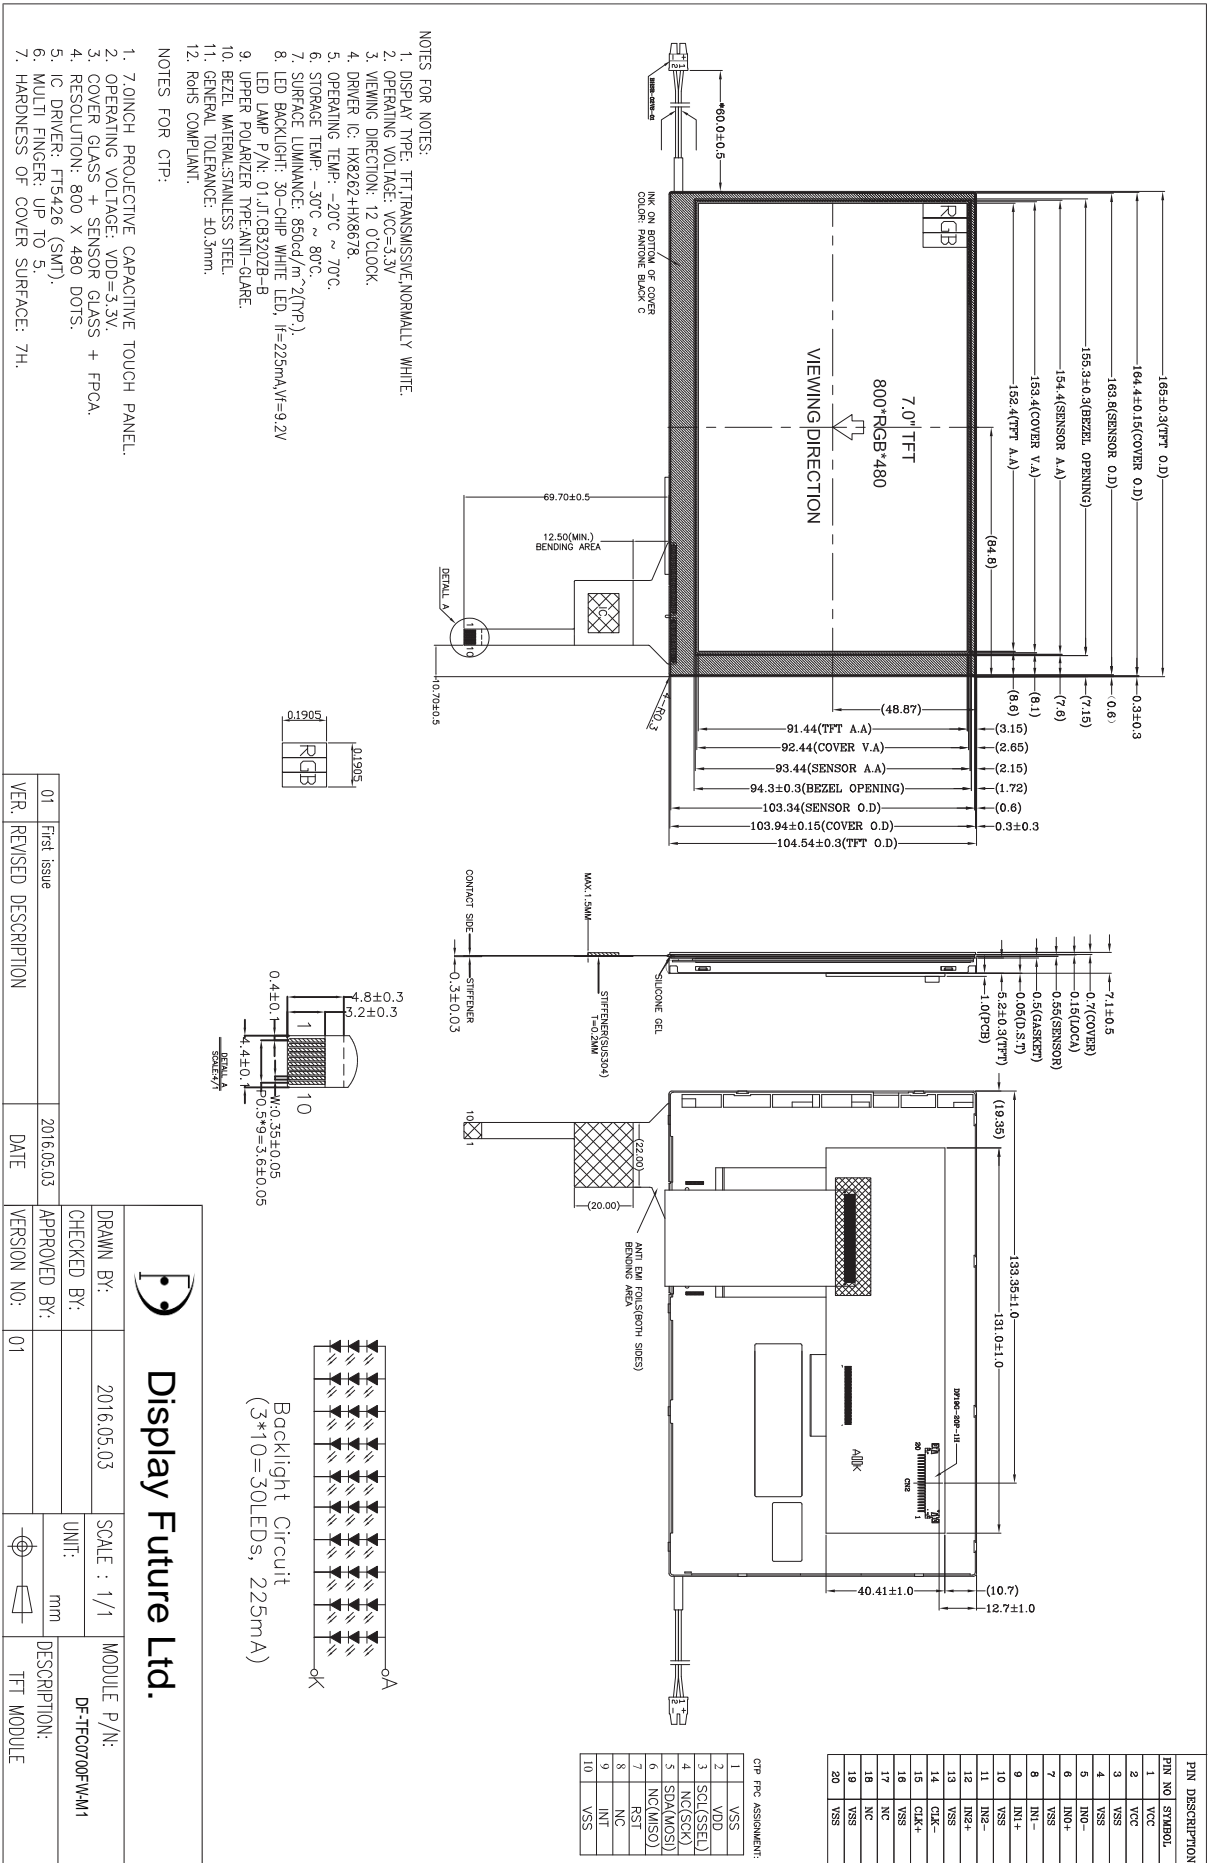 165±0.3(TFT O.D)
164.4±0.15(COVER O.D)
163.8(SENSOR O.D)
155.3±0.3(BEZEL OPENING)
154.4(SENSOR A.A)
153.4(COVER V.A)
152.4(TFT A.A)
(84.8)
0.3±0.3
(0.6)
(7.15)
(7.6)
(8.1)
(8.6)
*60.0±0.5
1
2
+
-
RGB
7.0" TFT
800*RGB*480
VIEWING DIRECTION
INK ON BOTTOM OF COVER
COLOR: PANTONE BLACK C
(48.87)
91.44(TFT A.A)
92.44(COVER V.A)
93.44(SENSOR A.A)
94.3±0.3(BEZEL OPENING)
103.34(SENSOR O.D)
103.94±0.15(COVER O.D)
104.54±0.3(TFT O.D)
(3.15)
(2.65)
(2.15)
(1.72)
(0.6)
0.3±0.3
4-R0.3
69.70±0.5
12.50(MIN.)
BENDING AREA
IC
DETALL A
1
10
10.70±0.5
7.1±0.5
0.7(COVER)
0.15(LOCA)
0.55(SENSOR)
0.5(GASKET)
0.05(D.S.T)
5.2±0.3(TFT)
1.0(PCB)
SILICONE GEL
MAX.1.5MM
STIFFENER(SUS304)
T=0.2MM
CONTACT SIDE
STIFFENER
0.3±0.03
133.35±1.0
131.0±1.0
(19.35)
DF19G-20P-1H
20
CN2
1
(10.7)
12.7±1.0
40.41±1.0
(22.00)
(20.00)
10
1
ANTI EMI FOILS(BOTH SIDES)
BENDING AREA
1
2
+
-
PIN DESCRIPTION
PIN NO SYMBOL
1 VCC
2 VCC
3 VSS
4 VSS
5 IN0-
6 IN0+
7 VSS
8 IN1-
9 IN1+
10 VSS
11 IN2-
12 IN2+
13 VSS
14 CLK-
15 CLK+
16 VSS
17 NC
18 NC
19 VSS
20 VSS
CTP FPC ASSIGNMENT:
1 VSS
2 VDD
3 SCL(SSEL)
4 NC(SCK)
5 SDA(MOSI)
6 NC(MISO)
7 RST
8 NC
9 INT
10 VSS
NOTES FOR NOTES:
1. DISPLAY TYPE: TFT,TRANSMISSIVE,NORMALLY WHITE.
2. OPERATING VOLTAGE: VCC=3.3V
3. VIEWING DIRECTION: 12 O'CLOCK.
4. DRIVER IC: HX8262+HX8678.
5. OPERATING TEMP: -20°C ~ 70°C.
6. STORAGE TEMP: -30°C ~ 80°C.
7. SURFACE LUMINANCE: 850cd/m^2(TYP.).
8. LED BACKLIGHT: 30-CHIP WHITE LED, If=225mA,Vf=9.2V
LED LAMP P/N: 01.JT.CB320ZB-B
9. UPPER POLARIZER TYPE:ANTI-GLARE.
10. BEZEL MATERIAL:STAINLESS STEEL.
11. GENERAL TOLERANCE: ±0.3mm.
12. RoHS COMPLIANT.
NOTES FOR CTP:
1. 7.0INCH PROJECTIVE CAPACITIVE TOUCH PANEL.
2. OPERATING VOLTAGE: VDD=3.3V.
3. COVER GLASS + SENSOR GLASS + FPCA.
4. RESOLUTION: 800 X 480 DOTS.
5. IC DRIVER: FT5426 (SMT).
6. MULTI FINGER: UP TO 5.
7. HARDNESS OF COVER SURFACE: 7H.
0.1905
0.1905
RGB
4.8±0.3
3.2±0.3
0.4±0.1
1
10
W:0.35±0.05
P0.5*9=3.6±0.05
4.4±0.1
DETALL A
SCALE:4/1
A
K
Backlight Circuit
(3*10=30LEDs, 225mA)
01 First issue 2016.05.03
VER. REVISED DESCRIPTION DATE
Display Future Ltd.
DRAWN BY: 2016.05.03
CHECKED BY:
APPROVED BY:
VERSION NO: 01
SCALE : 1/1
UNIT: mm
MODULE P/N:
DF-TFC0700FW-M1
DESCRIPTION:
TFT MODULE